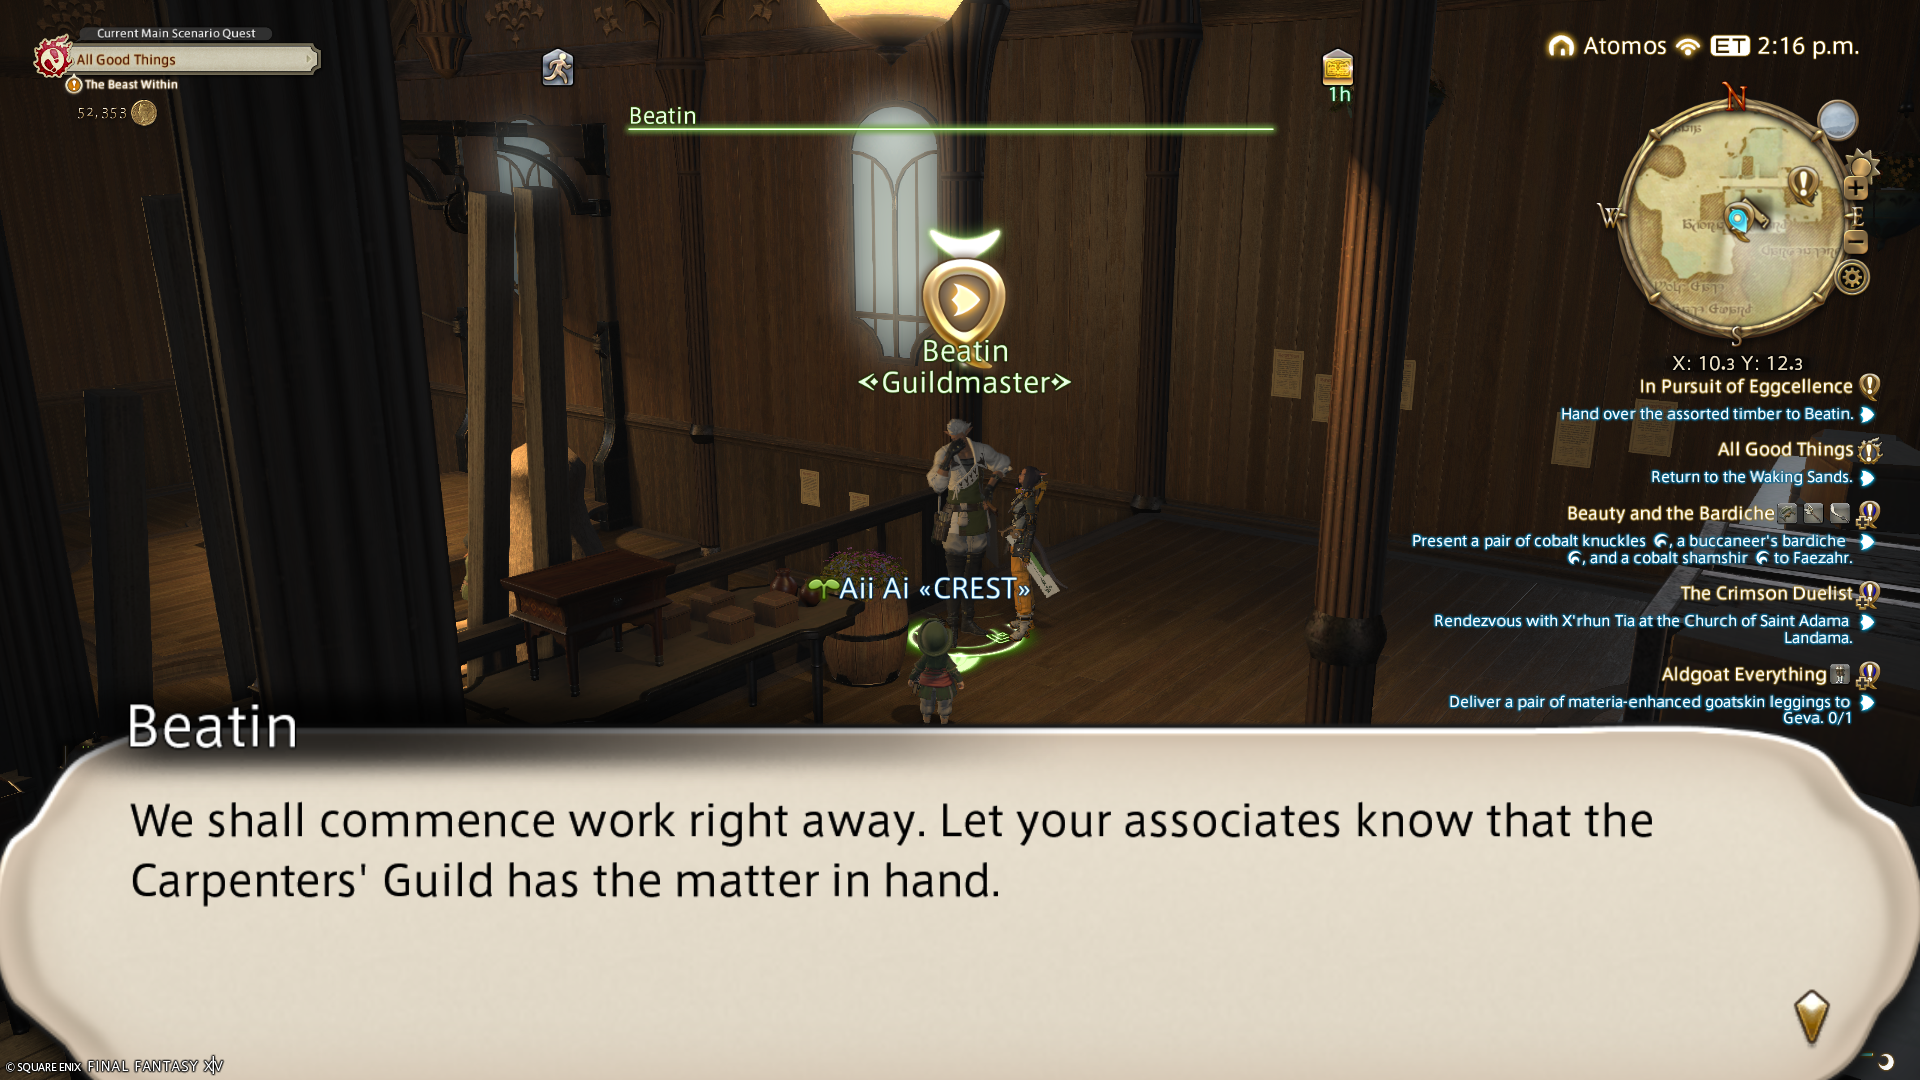 Current Main Scenario Quest
All Good Things
The Beast Within
52,353
Beatin
1h
Atomos ET 2:16 p.m.
N
W
E
S
X: 10.3 Y: 12.3
In Pursuit of Eggcellence
Hand over the assorted timber to Beatin.
All Good Things
Return to the Waking Sands.
Beauty and the Bardiche
Present a pair of cobalt knuckles , a buccaneer's bardiche
, and a cobalt shamshir to Faezahr.
The Crimson Duelist
Rendezvous with X'rhun Tia at the Church of Saint Adama
Landama.
Aldgoat Everything
Deliver a pair of materia-enhanced goatskin leggings to
Geva. 0/1
Beatin
<Guildmaster>
Aii Ai «CREST»
Beatin
We shall commence work right away. Let your associates know that the
Carpenters' Guild has the matter in hand.
© SQUARE ENIX FINAL FANTASY XIV